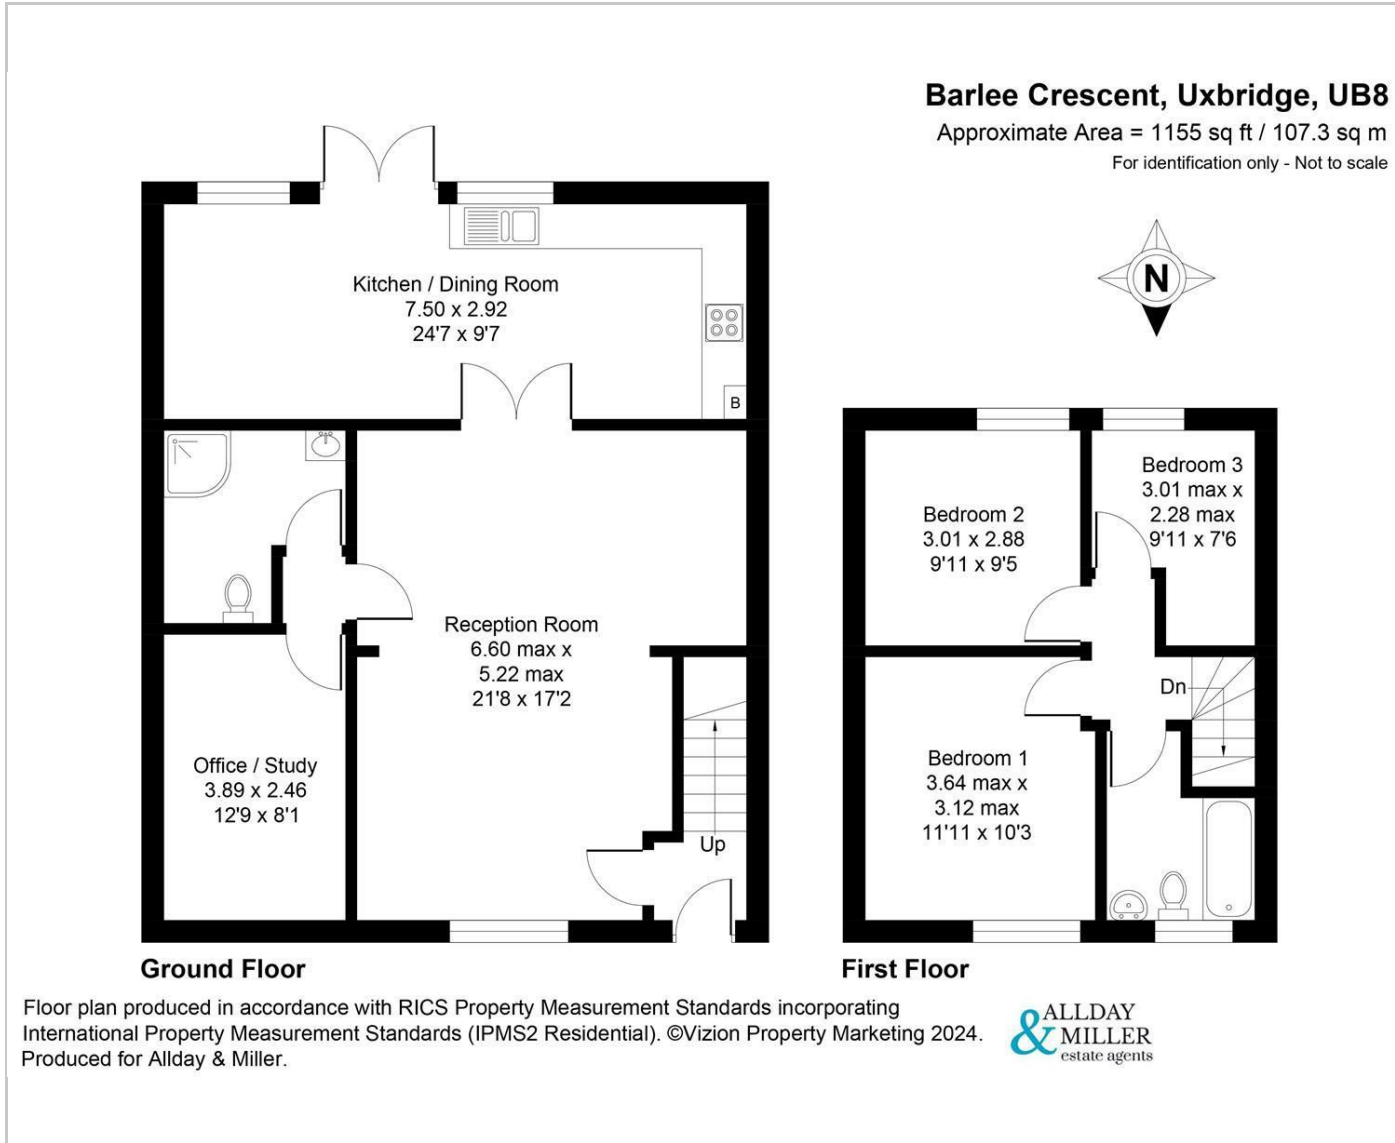 Barlee Crescent, Uxbridge, UB8
Approximate Area = 1155 sq ft / 107.3 sq m
For identification only - Not to scale
N
Kitchen / Dining Room
7.50 x 2.92
24'7 x 9'7
B
Reception Room
6.60 max x
5.22 max
21'8 x 17'2
Office / Study
3.89 x 2.46
12'9 x 8'1
Up
Ground Floor
Bedroom 2
3.01 x 2.88
9'11 x 9'5
Bedroom 3
3.01 max x
2.28 max
9'11 x 7'6
Dn
Bedroom 1
3.64 max x
3.12 max
11'11 x 10'3
First Floor
Floor plan produced in accordance with RICS Property Measurement Standards incorporating
International Property Measurement Standards (IPMS2 Residential). ©Vizion Property Marketing 2024.
Produced for Allday & Miller.
ALLDAY
& MILLER
estate agents